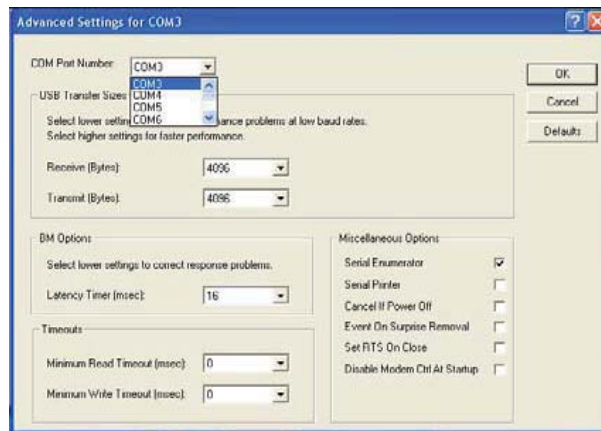 Advanced Settings for COM3
COM Port Number:
COM3
COM3
COM4
COM5
COM6
OK
Cancel
Defaults
USB Transfer Sizes
Select lower settin ance problems at low baud rates.
Select higher settings for faster performance.
Receive (Bytes):
4096
Transmit (Bytes):
4096
BM Options
Select lower settings to correct response problems.
Latency Timer (msec):
16
Timeouts
Minimum Read Timeout (msec):
0
Minimum Write Timeout (msec):
0
Miscellaneous Options
Serial Enumerator
Serial Printer
Cancel If Power Off
Event On Surprise Removal
Set RTS On Close
Disable Modem Ctrl At Startup